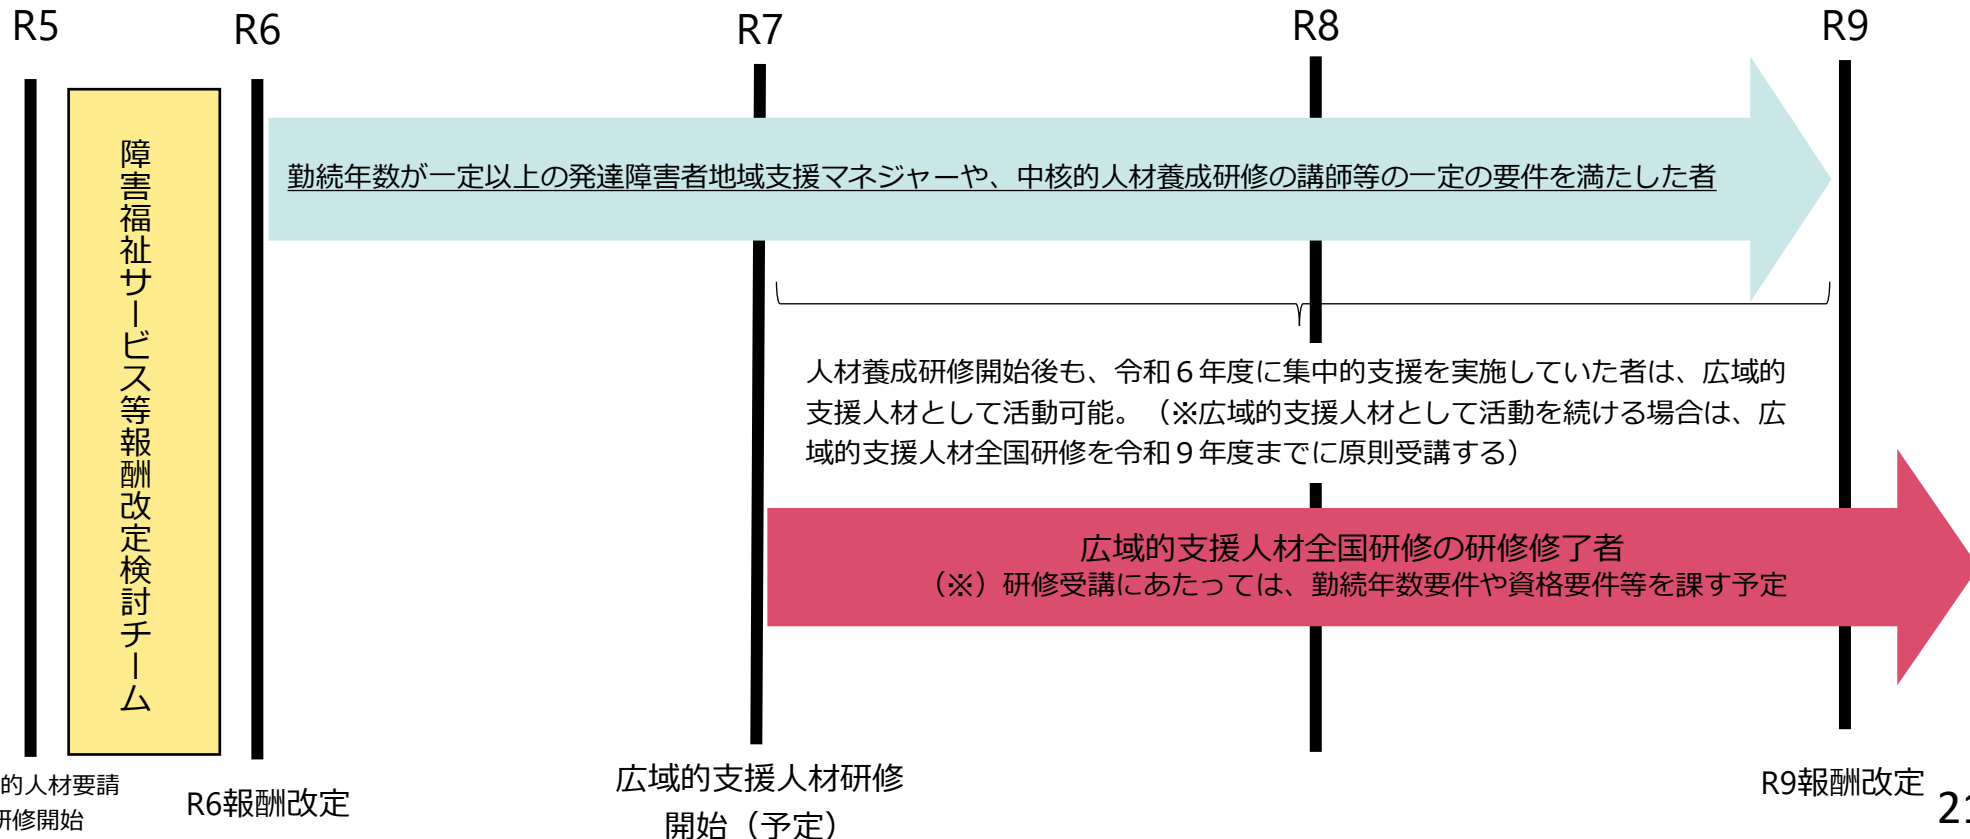 R5
R6
R7
R8
R9
障害福祉サービス等報酬改定検討チーム
勤続年数が一定以上の発達障害者地域支援マネジャーや、中核的人材養成研修の講師等の一定の要件を満たした者
人材養成研修開始後も、令和６年度に集中的支援を実施していた者は、広域的
支援人材として活動可能。（※広域的支援人材として活動を続ける場合は、広
域的支援人材全国研修を令和９年度までに原則受講する）
広域的支援人材全国研修の研修修了者
（※）研修受講にあたっては、勤続年数要件や資格要件等を課す予定
的人材要請
研修開始
R6報酬改定
広域的支援人材研修
開始（予定）
R9報酬改定
21